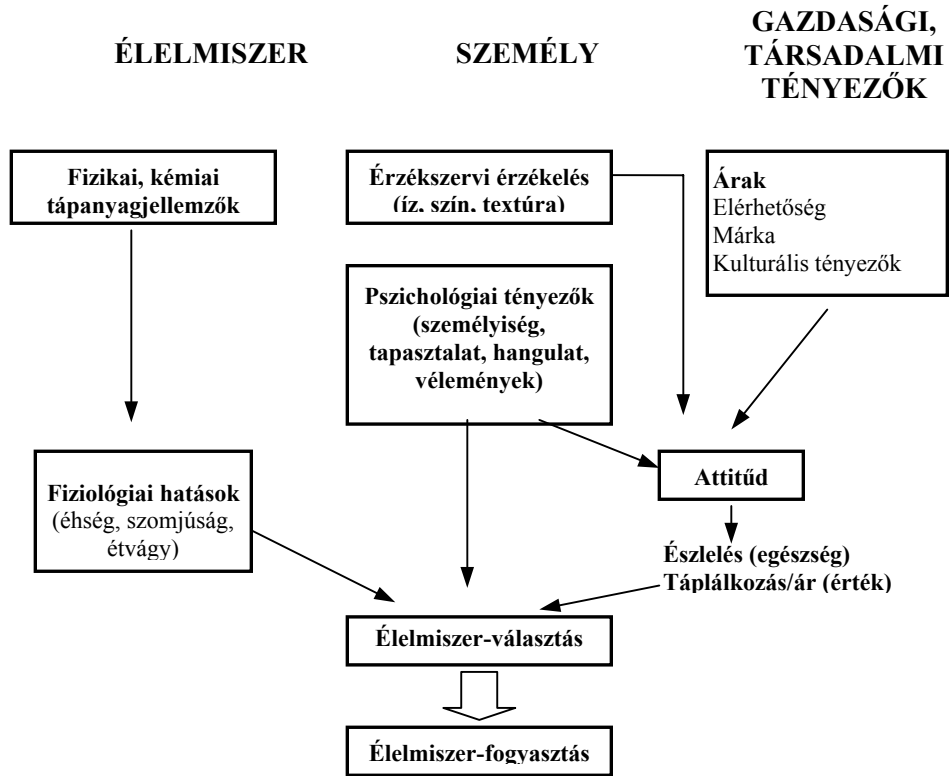 ÉLELMISZER
SZEMÉLY
GAZDASÁGI,
TÁRSADALMI
TÉNYEZŐK
Fizikai, kémiai
tápanyagjellemzők
Érzékszervi érzékelés
(íz, szín, textúra)
Árak
Elérhetőség
Márka
Kulturális tényezők
Pszichológiai tényezők
(személyiség,
tapasztalat, hangulat,
vélemények)
Fiziológiai hatások
(éhség, szomjúság,
étvágy)
Attitűd
Észlelés (egészség)
Táplálkozás/ár (érték)
Élelmiszer-választás
Élelmiszer-fogyasztás